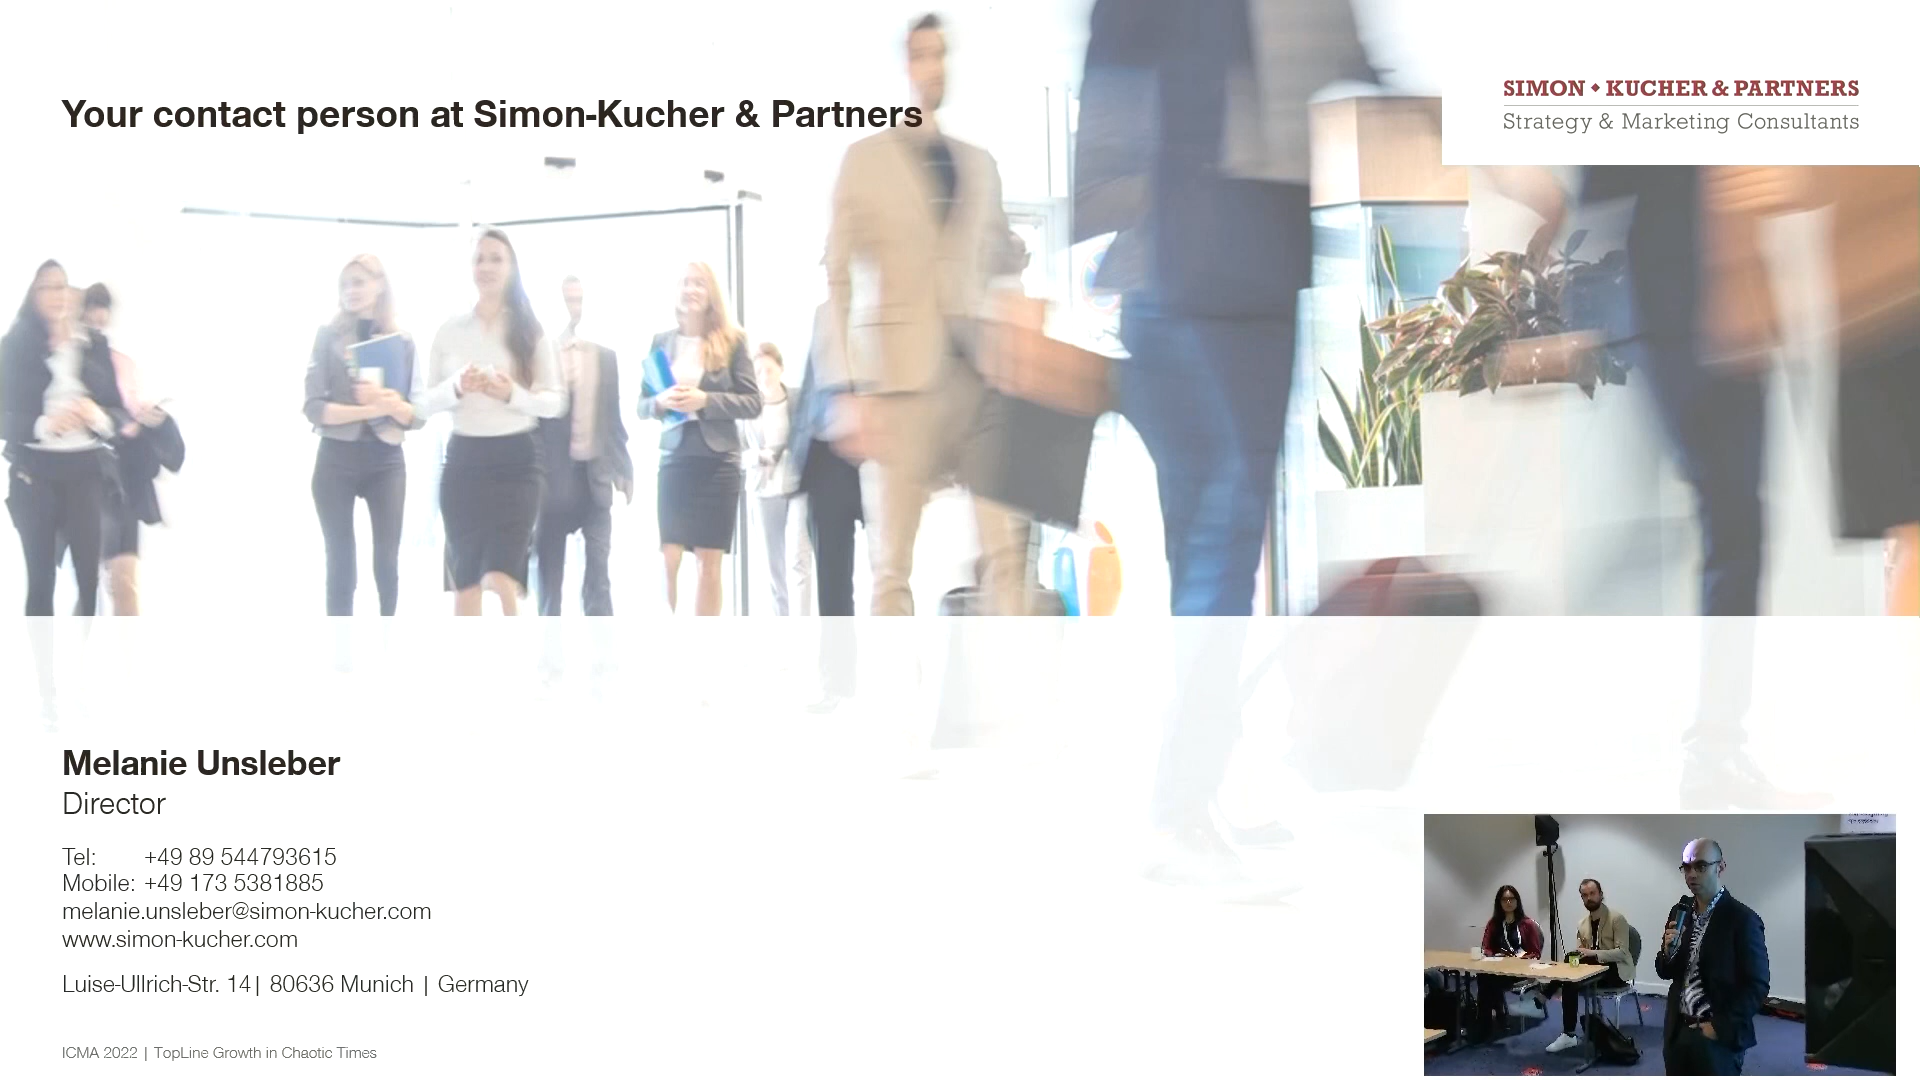 Your contact person at Simon-Kucher & Partners
SIMON ◆ KUCHER & PARTNERS
Strategy & Marketing Consultants
Melanie Unsleber
Director
Tel: +49 89 544793615
Mobile: +49 173 5381885
melanie.unsleber@simon-kucher.com
www.simon-kucher.com
Luise-Ullrich-Str. 14| 80636 Munich | Germany
ICMA 2022 | TopLine Growth in Chaotic Times